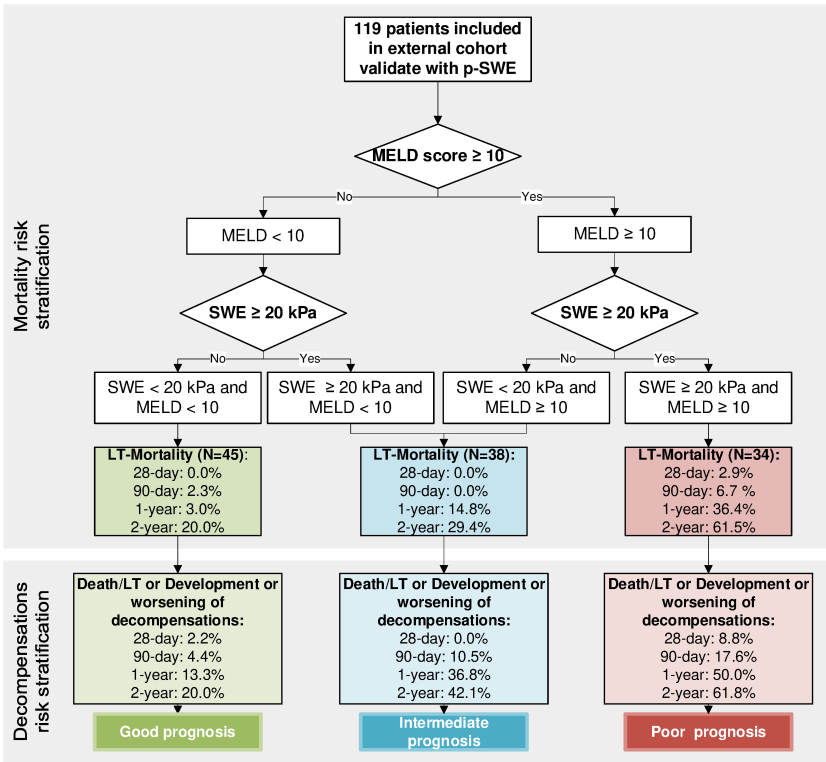 119 patients included
in external cohort
validate with p-SWE
MELD score ≥ 10
No
Yes
MELD < 10
MELD ≥ 10
SWE ≥ 20 kPa
SWE ≥ 20 kPa
No
Yes
No
Yes
SWE < 20 kPa and
MELD < 10
SWE ≥ 20 kPa and
MELD < 10
SWE < 20 kPa and
MELD ≥ 10
SWE ≥ 20 kPa and
MELD ≥ 10
LT-Mortality (N=45):
28-day: 0.0%
90-day: 2.3%
1-year: 3.0%
2-year: 20.0%
LT-Mortality (N=38):
28-day: 0.0%
90-day: 0.0%
1-year: 14.8%
2-year: 29.4%
LT-Mortality (N=34):
28-day: 2.9%
90-day: 6.7 %
1-year: 36.4%
2-year: 61.5%
Mortality risk
stratification
Death/LT or Development or
worsening of
decompensations:
28-day: 2.2%
90-day: 4.4%
1-year: 13.3%
2-year: 20.0%
Death/LT or Development or
worsening of
decompensations:
28-day: 0.0%
90-day: 10.5%
1-year: 36.8%
2-year: 42.1%
Death/LT or Development or
worsening of
decompensations:
28-day: 8.8%
90-day: 17.6%
1-year: 50.0%
2-year: 61.8%
Good prognosis
Intermediate
prognosis
Poor prognosis
Decompensations
risk stratification